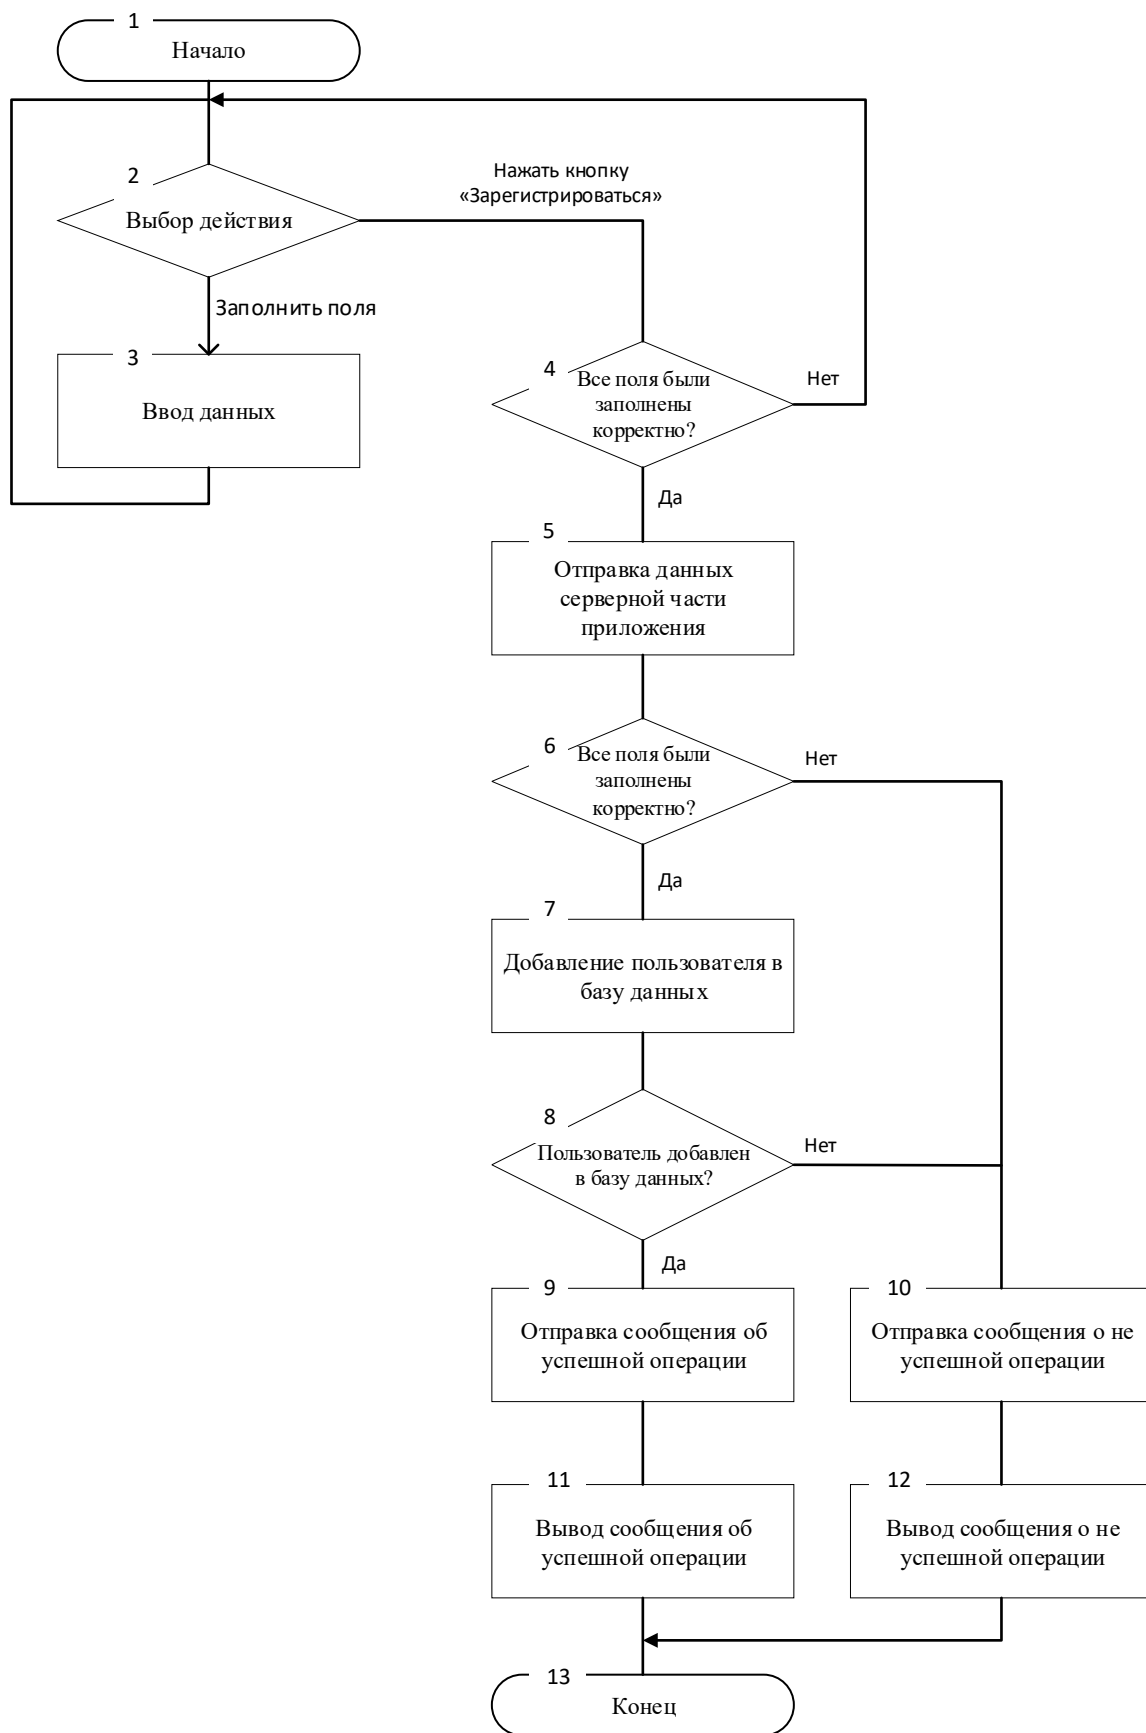 1
Начало
2
Выбор действия
Нажать кнопку
«Зарегистрироваться»
Заполнить поля
3
Ввод данных
4
Все поля были
заполнены
корректно?
Нет
Да
5
Отправка данных
серверной части
приложения
6
Все поля были
заполнены
корректно?
Нет
Да
7
Добавление пользователя в
базу данных
8
Пользователь добавлен
в базу данных?
Нет
Да
9
Отправка сообщения об
успешной операции
10
Отправка сообщения о не
успешной операции
11
Вывод сообщения об
успешной операции
12
Вывод сообщения о не
успешной операции
13
Конец